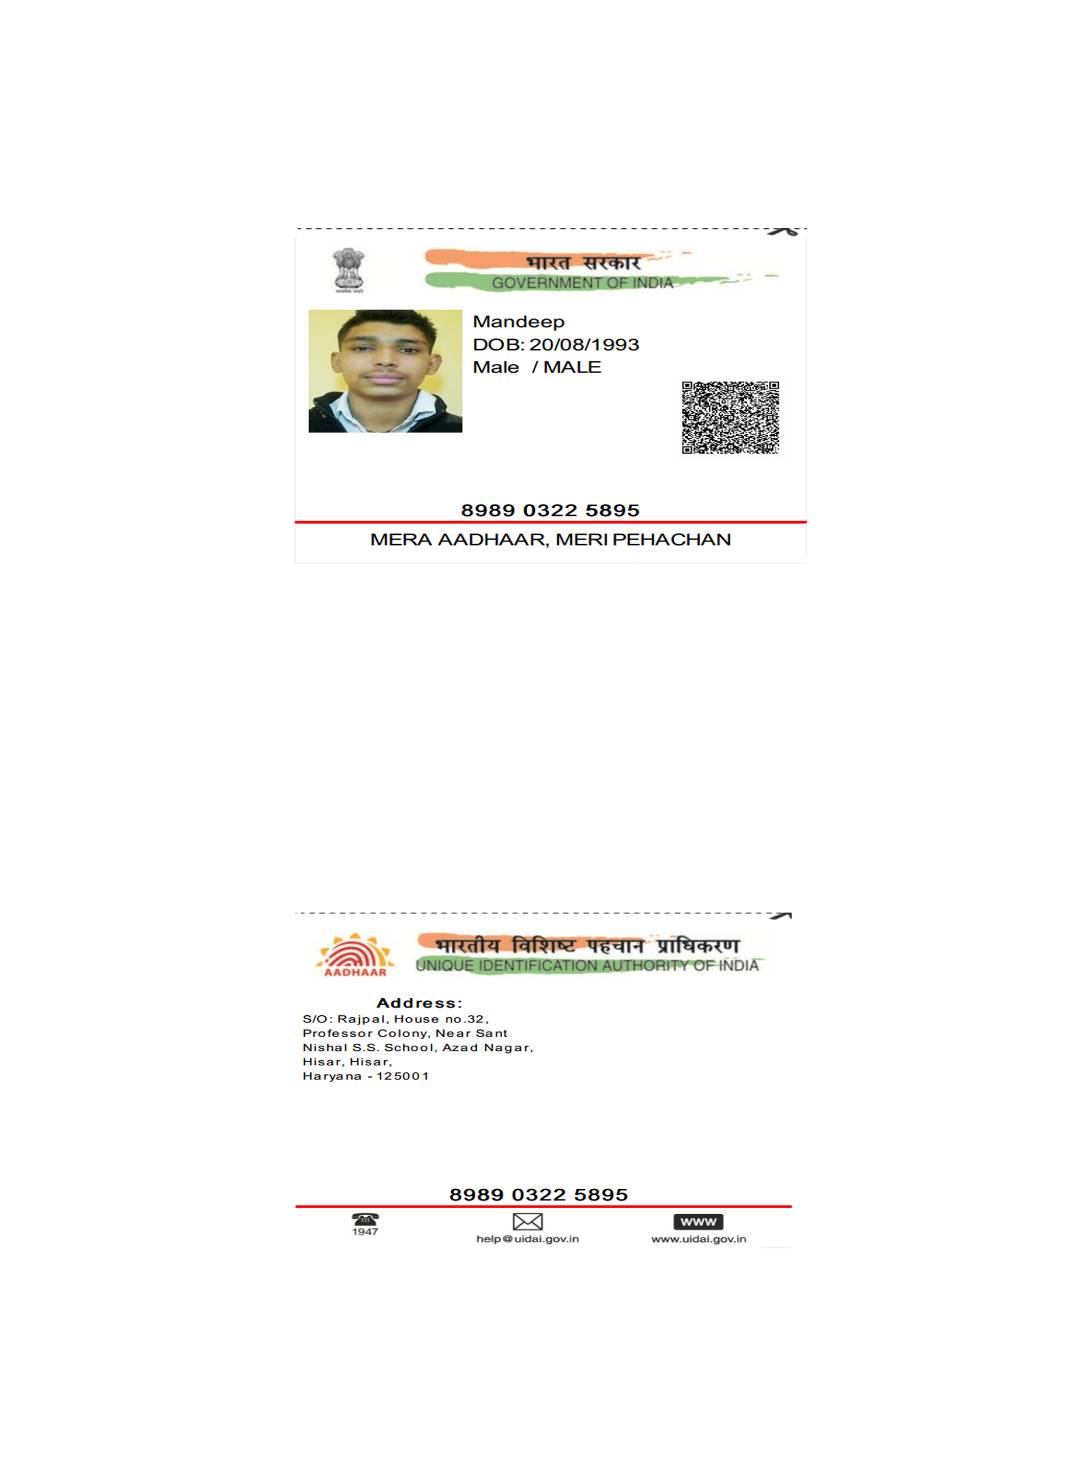 भारत सरकार
GOVERNMENT OF INDIA
Mandeep
DOB: 20/08/1993
Male / MALE
8989 0322 5895
MERA AADHAAR, MERI PEHACHAN
भारतीय विशिष्ट पहचान प्राधिकरण
UNIQUE IDENTIFICATION AUTHORITY OF INDIA
AADHAAR
Address:
S/O: Rajpal, House no.32,
Professor Colony, Near Sant
Nishal S.S. School, Azad Nagar,
Hisar, Hisar,
Haryana - 125001
8989 0322 5895
1947
help@uidai.gov.in
WWW
www.uidai.gov.in